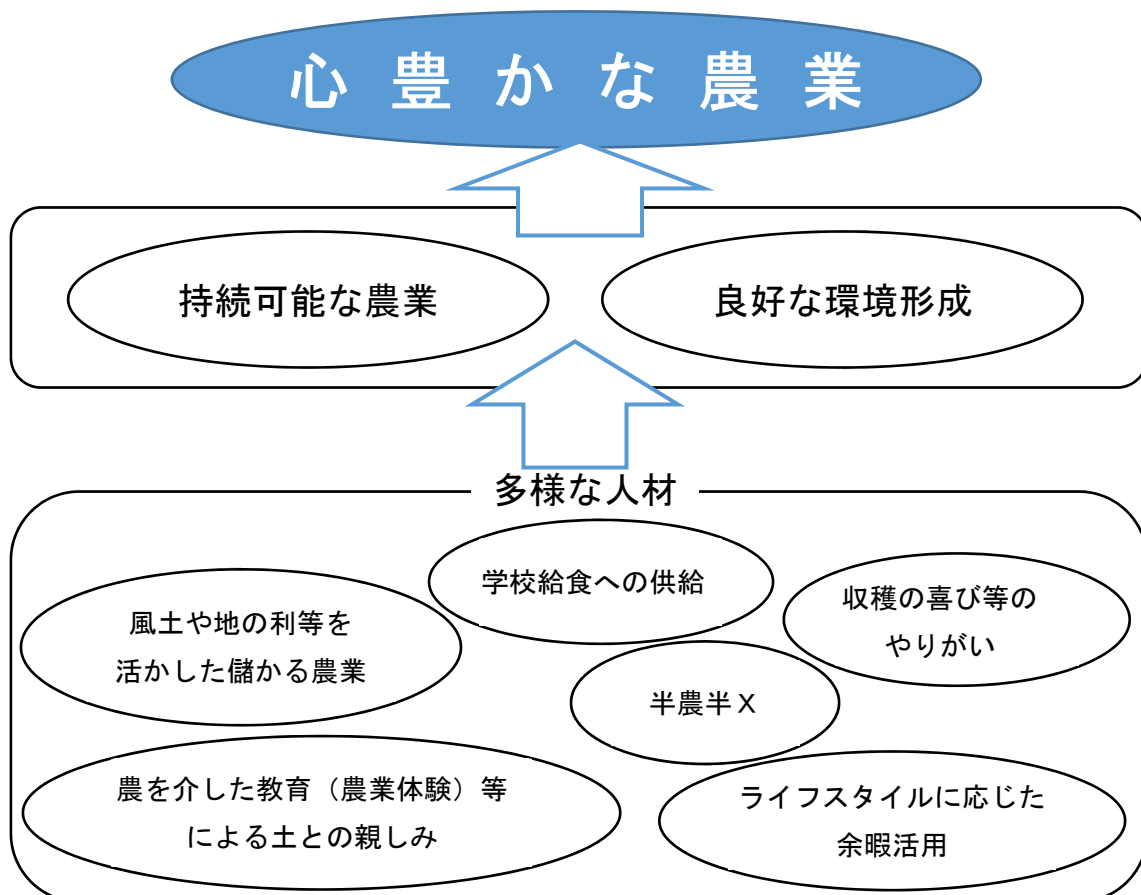 心豊かな農業
持続可能な農業
良好な環境形成
多様な人材
学校給食への供給
風土や地の利等を
活かした儲かる農業
収穫の喜び等の
やりがい
半農半X
農を介した教育（農業体験）等
による土との親しみ
ライフスタイルに応じた
余暇活用